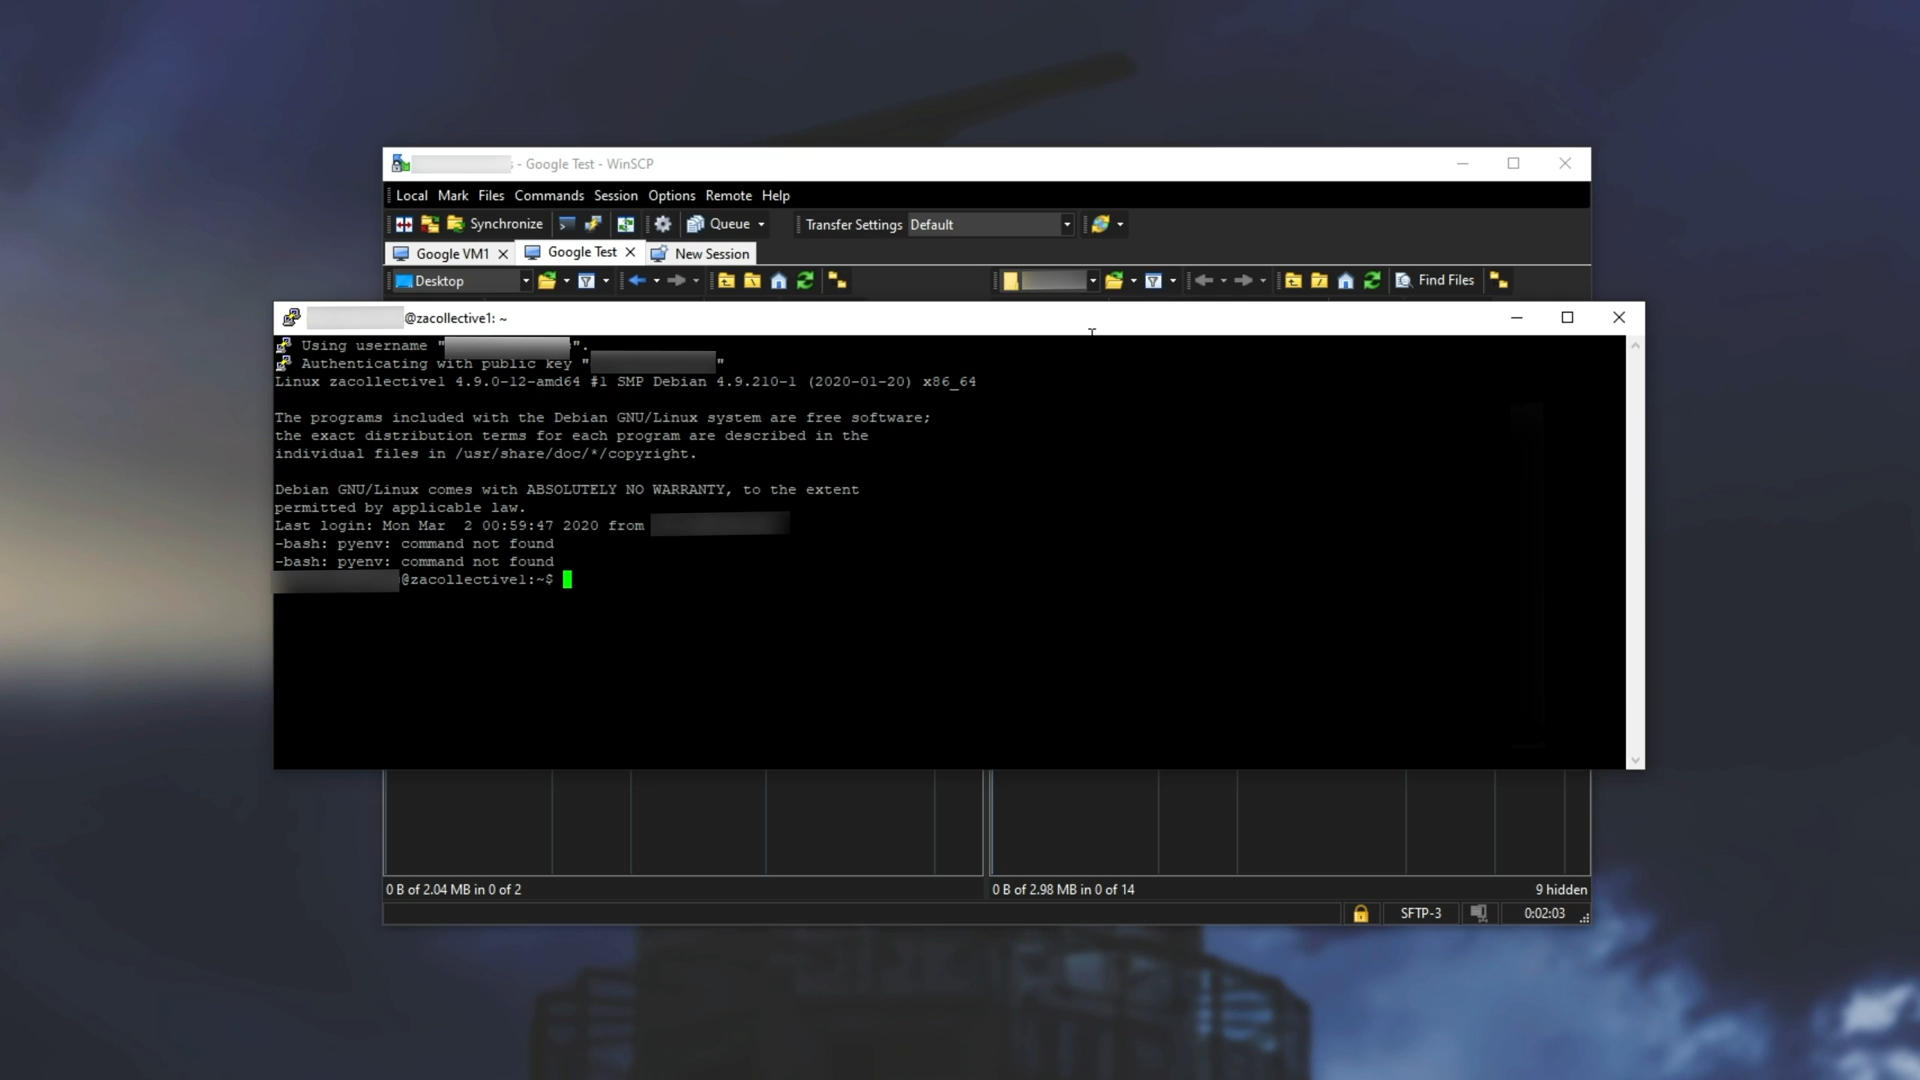 - Google Test - WinSCP
Local Mark Files Commands Session Options Remote Help
Synchronize Queue Transfer Settings Default
Google VM1 Google Test New Session
Desktop Find Files
@zacollective1: ~
Using username "".
Authenticating with public key ""
Linux zacollective1 4.9.0-12-amd64 #1 SMP Debian 4.9.210-1 (2020-01-20) x86_64
The programs included with the Debian GNU/Linux system are free software;
the exact distribution terms for each program are described in the
individual files in /usr/share/doc/*/copyright.
Debian GNU/Linux comes with ABSOLUTELY NO WARRANTY, to the extent
permitted by applicable law.
Last login: Mon Mar  2 00:59:47 2020 from
-bash: pyenv: command not found
-bash: pyenv: command not found
@zacollective1:~$
0 B of 2.04 MB in 0 of 2
0 B of 2.98 MB in 0 of 14
9 hidden
SFTP-3
0:02:03